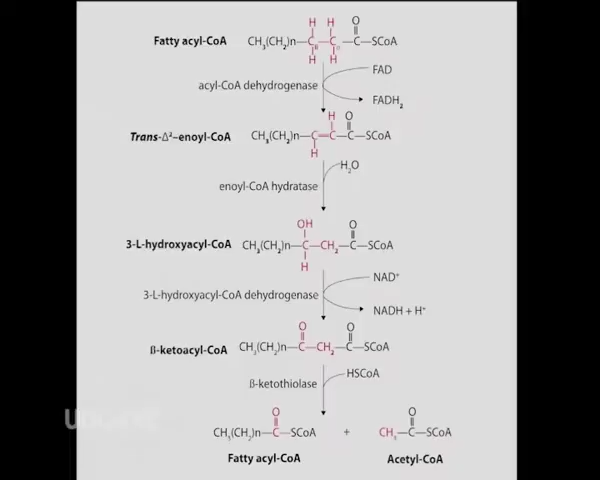 H H O
Fatty acyl-CoA CH₃(CH₂)n—C—C—C—SCoA
H H
FAD
acyl-CoA dehydrogenase
FADH₂
H O
Trans-Δ²–enoyl-CoA CH₃(CH₂)n—C=C—C—SCoA
H
H₂O
enoyl-CoA hydratase
OH O
3-L-hydroxyacyl-CoA CH₃(CH₂)n—C—CH₂—C—SCoA
H
NAD⁺
3-L-hydroxyacyl-CoA dehydrogenase
NADH + H⁺
O O
ß-ketoacyl-CoA CH₃(CH₂)n—C—CH₂—C—SCoA
HSCoA
ß-ketothiolase
O O
CH₃(CH₂)n—C—SCoA + CH₃—C—SCoA
Fatty acyl-CoA Acetyl-CoA